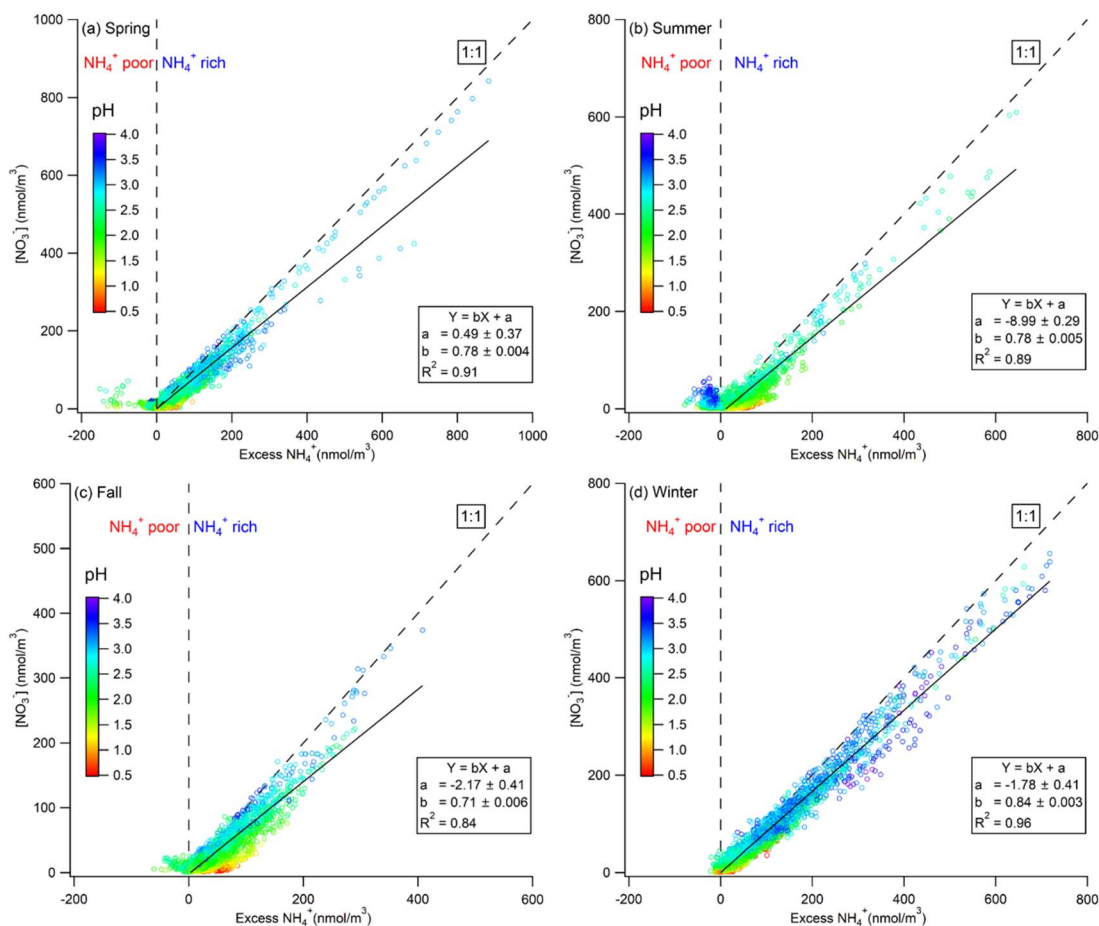 (a) Spring
1:1
NH₄⁺ poor NH₄⁺ rich
pH
4.0
3.5
3.0
2.5
2.0
1.5
1.0
0.5
1000
800
600
400
200
0
[NO₃⁻] (nmol/m³)
Y = bX + a
a = 0.49 ± 0.37
b = 0.78 ± 0.004
R² = 0.91
-200 0 200 400 600 800 1000
Excess NH₄⁺(nmol/m³)
(b) Summer
1:1
NH₄⁺ poor NH₄⁺ rich
pH
4.0
3.5
3.0
2.5
2.0
1.5
1.0
0.5
800
600
400
200
0
[NO₃⁻] (nmol/m³)
Y = bX + a
a = -8.99 ± 0.29
b = 0.78 ± 0.005
R² = 0.89
-200 0 200 400 600 800
Excess NH₄⁺(nmol/m³)
(c) Fall
1:1
NH₄⁺ poor NH₄⁺ rich
pH
4.0
3.5
3.0
2.5
2.0
1.5
1.0
0.5
600
500
400
300
200
100
0
[NO₃⁻] (nmol/m³)
Y = bX + a
a = -2.17 ± 0.41
b = 0.71 ± 0.006
R² = 0.84
-200 0 200 400 600
Excess NH₄⁺(nmol/m³)
(d) Winter
1:1
NH₄⁺ poor NH₄⁺ rich
pH
4.0
3.5
3.0
2.5
2.0
1.5
1.0
0.5
800
600
400
200
0
[NO₃⁻] (nmol/m³)
Y = bX + a
a = -1.78 ± 0.41
b = 0.84 ± 0.003
R² = 0.96
-200 0 200 400 600 800
Excess NH₄⁺(nmol/m³)